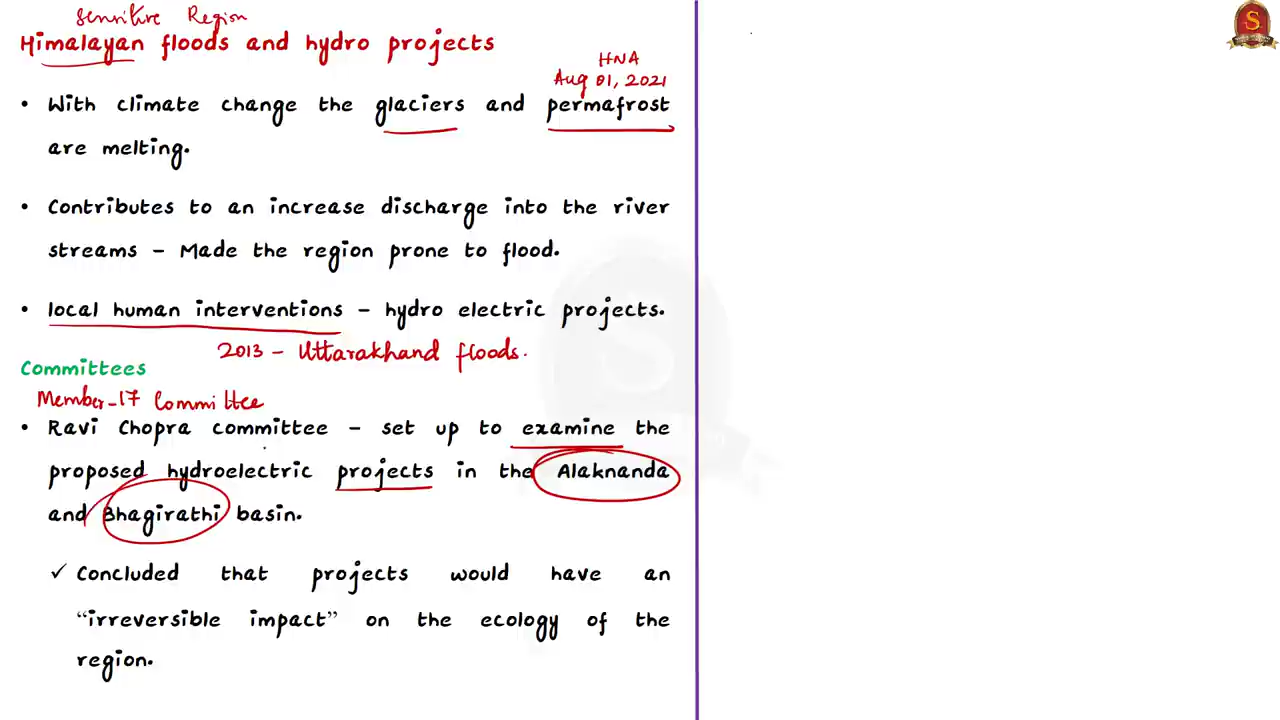 Sensitive Region
Himalayan floods and hydro projects
HNA
Aug 01, 2021
• With climate change the glaciers and permafrost
are melting.
• Contributes to an increase discharge into the river
streams – Made the region prone to flood.
• local human interventions – hydro electric projects.
2013 – Uttarakhand floods.
Committees
Member-17 Committee
• Ravi Chopra committee – set up to examine the
proposed hydroelectric projects in the Alaknanda
and Bhagirathi basin.
✓ Concluded that projects would have an
“irreversible impact” on the ecology of the
region.
S